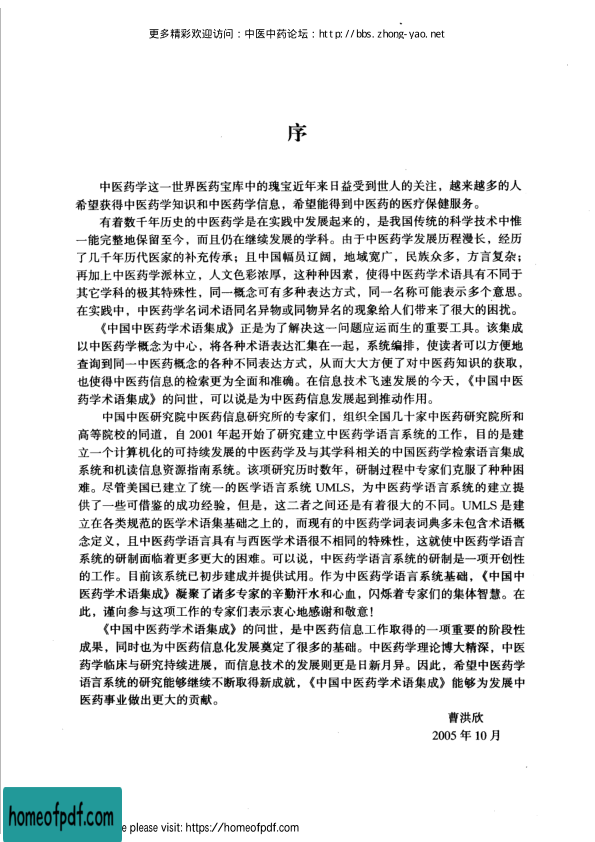 更多精彩欢迎访问：中医中药论坛：http://bbs.zhong-yao.net
序
中医药学这一世界医药宝库中的瑰宝近年来日益受到世人的关注，越来越多的人
希望获得中医药学知识和中医药学信息，希望能得到中医药的医疗保健服务。
有着数千年历史的中医药学是在实践中发展起来的，是我国传统的科学技术中惟
一能完整地保留至今，而且仍在继续发展的学科。由于中医药学发展历程漫长，经历
了几千年历代医家的补充传承；且中国幅员辽阔，地域宽广，民族众多，方言复杂；
再加上中医药学派林立，人文色彩浓厚，这种种因素，使得中医药学术语具有不同于
其它学科的极其特殊性，同一概念可有多种表达方式，同一名称可能表示多个意思。
在实践中，中医药学名词术语同名异物或同物异名的现象给人们带来了很大的困扰。
《中国中医药学术语集成》正是为了解决这一问题应运而生的重要工具。该集成
以中医药学概念为中心，将各种术语表达汇集在一起，系统编排，使读者可以方便地
查询到同一中医药概念的各种不同表达方式，从而大大方便了对中医药知识的获取，
也使得中医药信息的检索更为全面和准确。在信息技术飞速发展的今天，《中国中医
药学术语集成》的问世，可以说是为中医药信息发展起到推动作用。
中国中医研究院中医药信息研究所的专家们，组织全国几十家中医药研究院所和
高等院校的同道，自 2001 年起开始了研究建立中医药学语言系统的工作，目的是建
立一个计算机化的可持续发展的中医药学及与其学科相关的中国医药学检索语言集成
系统和机读信息资源指南系统。该项研究历时数年，研制过程中专家们克服了种种困
难。尽管美国已建立了统一的医学语言系统 UMLS，为中医药学语言系统的建立提
供了一些可借鉴的成功经验，但是，这二者之间还是有着很大的不同。UMLS 是建
立在各类规范的医学术语集基础之上的，而现有的中医药学词表词典多未包含术语概
念定义，且中医药学语言具有与西医学术语很不相同的特殊性，这就使中医药学语言
系统的研制面临着更多更大的困难。可以说，中医药学语言系统的研制是一项开创性
的工作。目前该系统已初步建成并提供试用。作为中医药学语言系统基础，《中国中
医药学术语集成》凝聚了诸多专家的辛勤汗水和心血，闪烁着专家们的集体智慧。在
此，谨向参与这项工作的专家们表示衷心地感谢和敬意！
《中国中医药学术语集成》的问世，是中医药信息工作取得的一项重要的阶段性
成果，同时也为中医药信息化发展奠定了很多的基础。中医药学理论博大精深，中医
药学临床与研究持续进展，而信息技术的发展则更是日新月异。因此，希望中医药学
语言系统的研究能够继续不断取得新成就，《中国中医药学术语集成》能够为发展中
医药事业做出更大的贡献。
曹洪欣
2005 年 10 月
homeofpdf.com
e please visit: https://homeofpdf.com